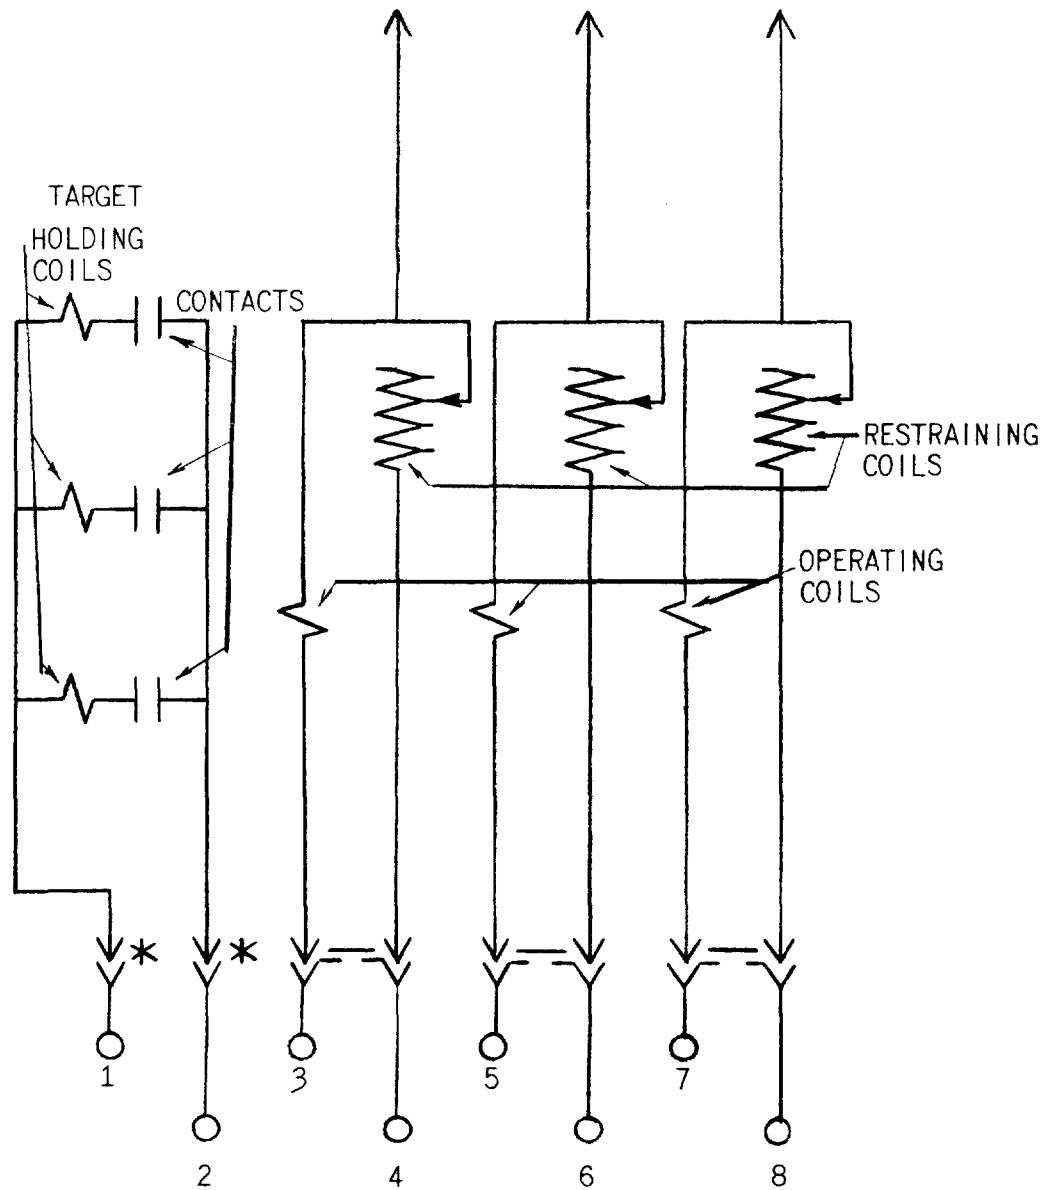 TARGET
HOLDING
COILS
CONTACTS
RESTRAINING
COILS
OPERATING
COILS
*
*
1
3
5
7
2
4
6
8